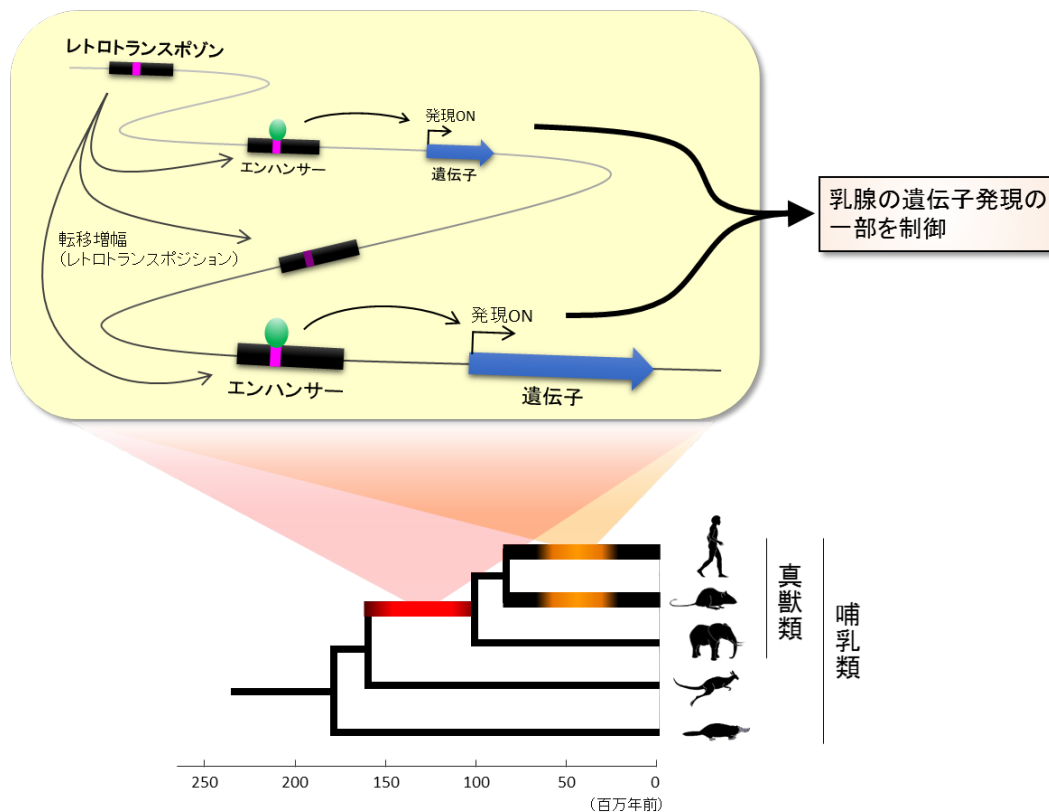 レトロトランスポゾン
発現ON
エンハンサー
遺伝子
転移増幅
(レトロトランスポジション)
発現ON
エンハンサー
遺伝子
乳腺の遺伝子発現の
一部を制御
真獣類
哺乳類
250 200 150 100 50 0
(百万年前)